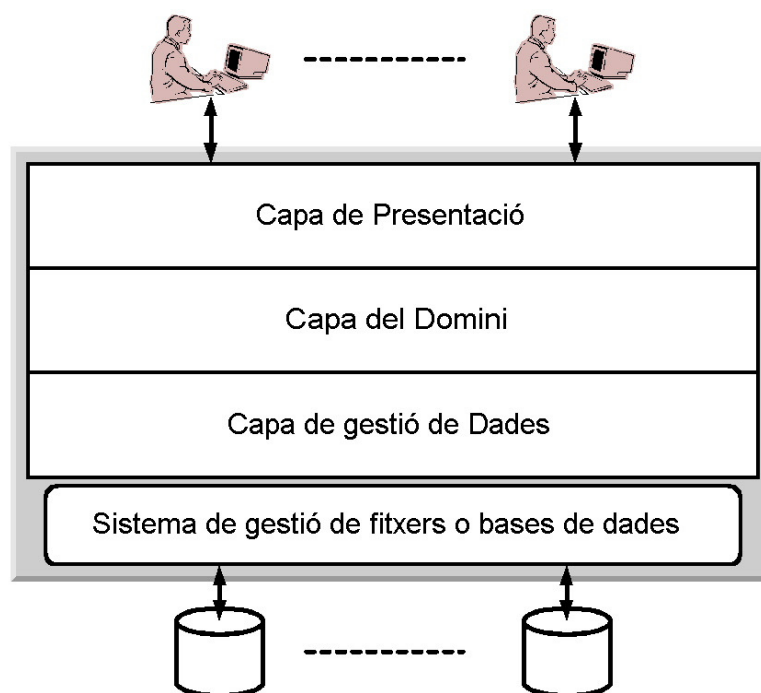 Capa de Presentació
Capa del Domini
Capa de gestió de Dades
Sistema de gestió de fitxers o bases de dades